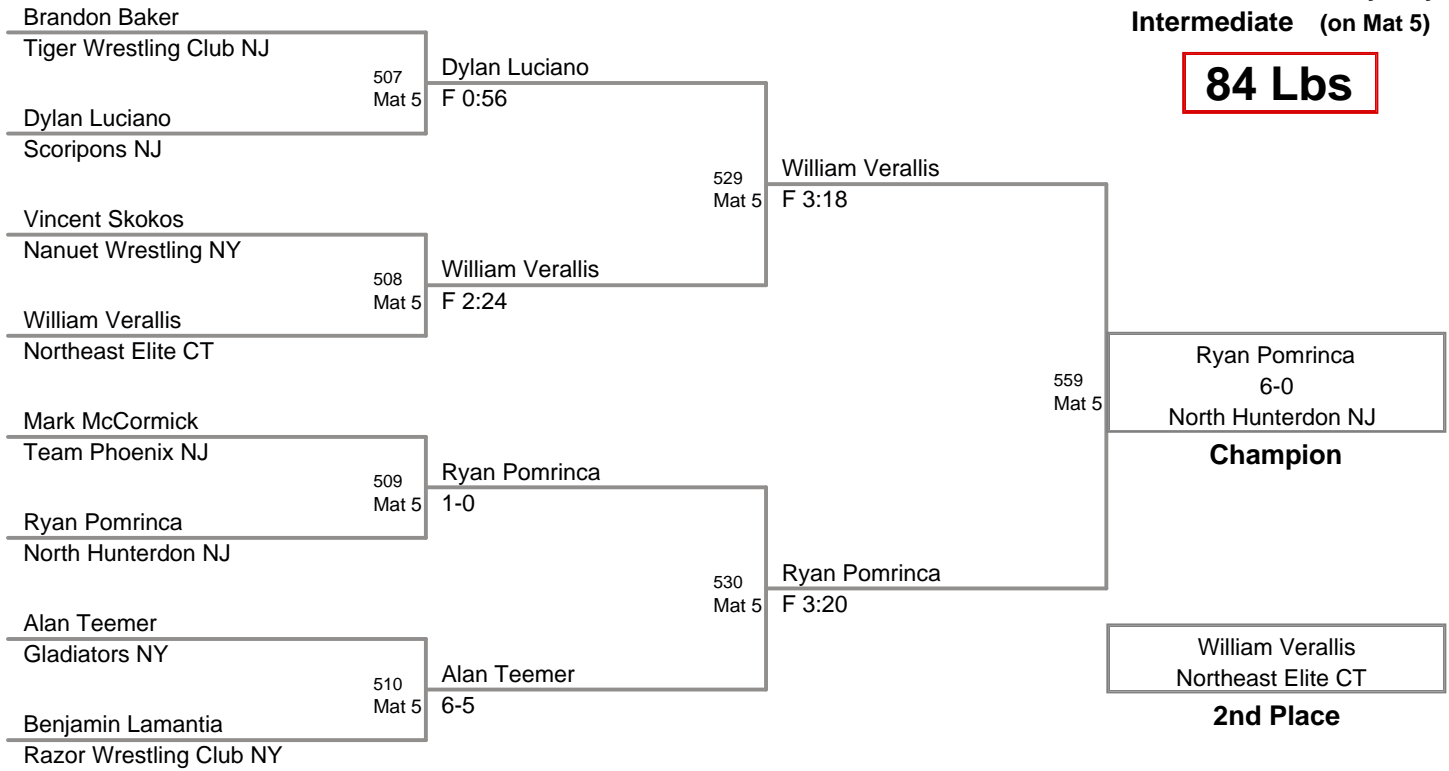 Intermediate (on Mat 5)
84 Lbs
Brandon Baker
Tiger Wrestling Club NJ
507
Mat 5
Dylan Luciano
F 0:56
Dylan Luciano
Scoripons NJ
529
Mat 5
William Verallis
F 3:18
Vincent Skokos
Nanuet Wrestling NY
508
Mat 5
William Verallis
F 2:24
William Verallis
Northeast Elite CT
559
Mat 5
Ryan Pomrinca
6-0
North Hunterdon NJ
Champion
Mark McCormick
Team Phoenix NJ
509
Mat 5
Ryan Pomrinca
1-0
Ryan Pomrinca
North Hunterdon NJ
530
Mat 5
Ryan Pomrinca
F 3:20
Alan Teemer
Gladiators NY
510
Mat 5
Alan Teemer
6-5
Benjamin Lamantia
Razor Wrestling Club NY
William Verallis
Northeast Elite CT
2nd Place